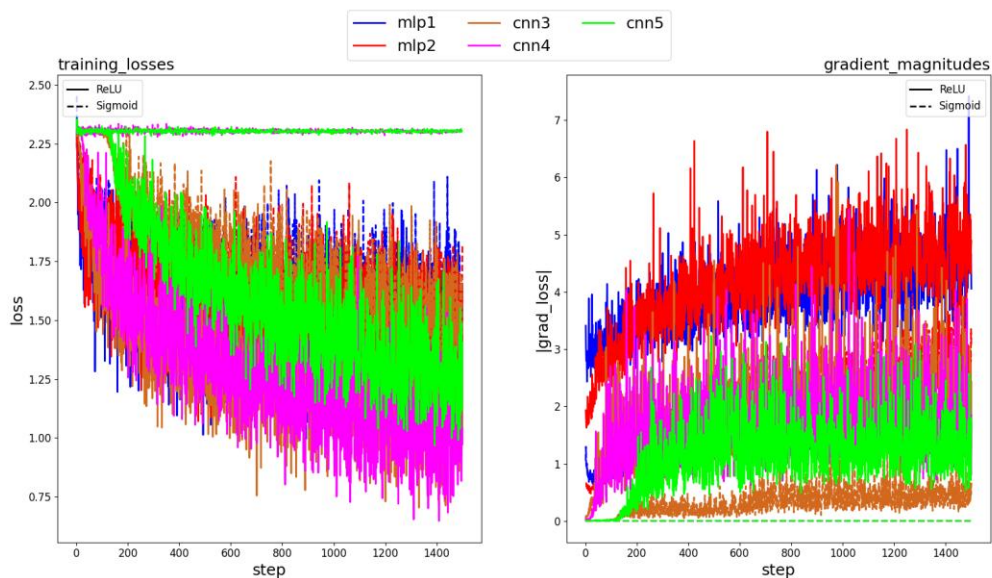 mlp1 cnn3 cnn5
mlp2 cnn4
training_losses
ReLU
Sigmoid
2.50
2.25
2.00
1.75
1.50
1.25
1.00
0.75
loss
0 200 400 600 800 1000 1200 1400
step
gradient_magnitudes
ReLU
Sigmoid
7
6
5
4
3
2
1
0
|grad_loss|
0 200 400 600 800 1000 1200 1400
step